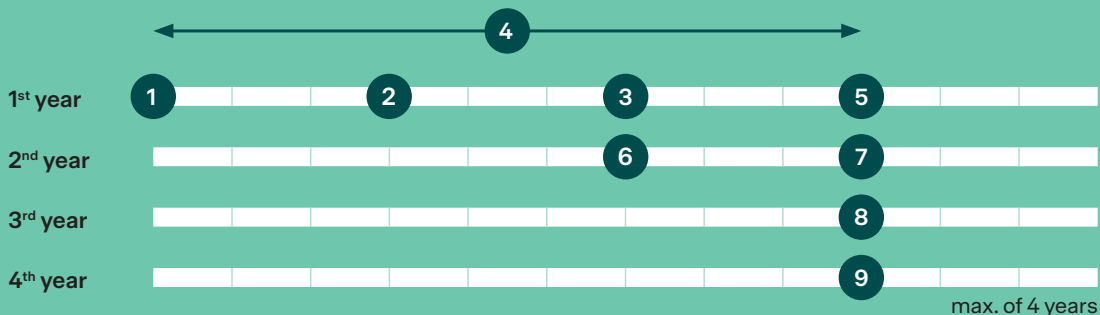 4
1st year 1 2 3 5
2nd year 6 7
3rd year 8
4th year 9
max. of 4 years